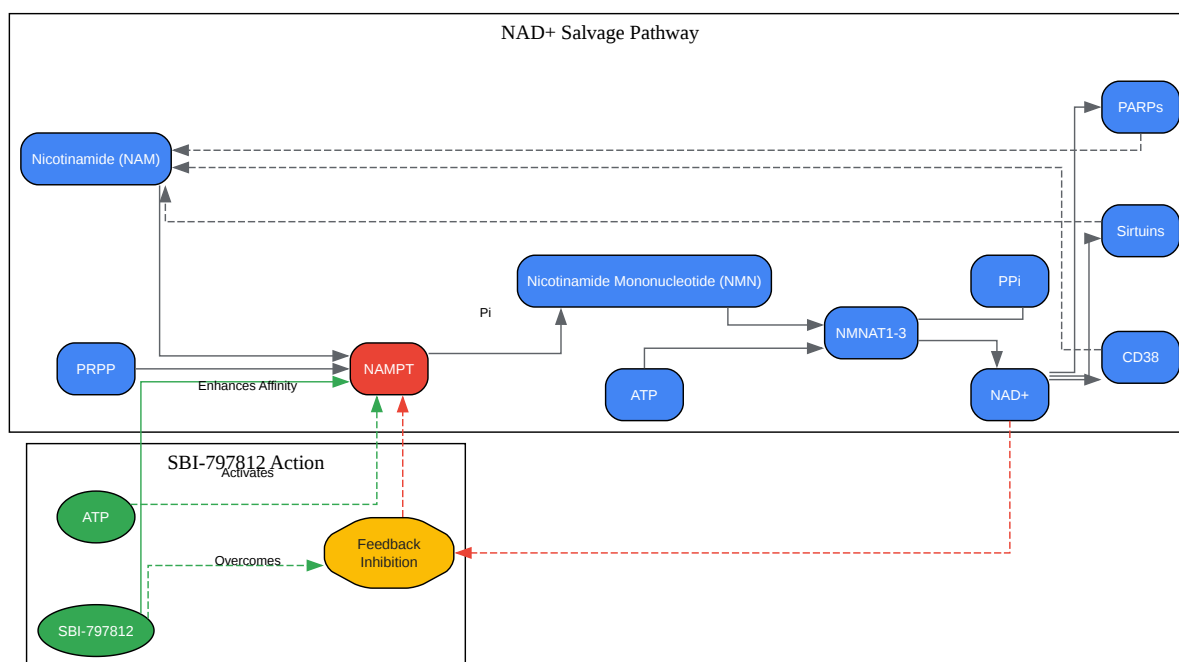 NAD+ Salvage Pathway
PARPs
Nicotinamide (NAM)
Sirtuins
Nicotinamide Mononucleotide (NMN)
PPi
Pi
NMNAT1-3
CD38
PRPP
NAMPT
Enhances Affinity
ATP
NAD+
SBI-797812 Action
Activates
ATP
Feedback
Inhibition
Overcomes
SBI-797812